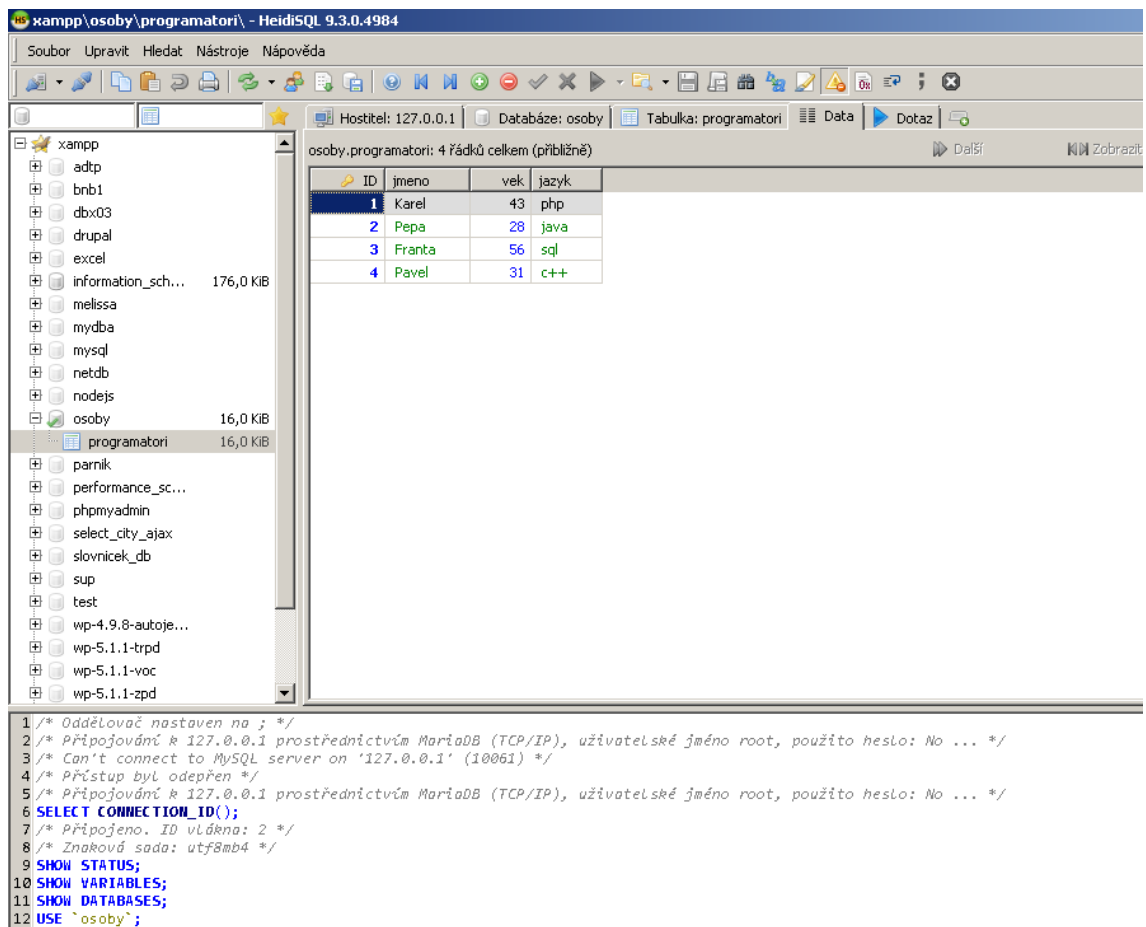 xampp\osoby\programatori\ - HeidiSQL 9.3.0.4984
Soubor Upravit Hledat Nástroje Nápověda
Hostitel: 127.0.0.1 Databáze: osoby Tabulka: programatori Data Dotaz
osoby.programatori: 4 řádků celkem (přibližně) Další Zobrazit
ID jmeno vek jazyk
1 Karel 43 php
2 Pepa 28 java
3 Franta 56 sql
4 Pavel 31 c++
xampp
adtp
bnb1
dbx03
drupal
excel
information_sch... 176,0 KiB
melissa
mydba
mysql
netdb
nodejs
osoby 16,0 KiB
programatori 16,0 KiB
parnik
performance_sc...
phpmyadmin
select_city_ajax
slovnicek_db
sup
test
wp-4.9.8-autoje...
wp-5.1.1-trpd
wp-5.1.1-voc
wp-5.1.1-zpd
1 /* Oddělovač nastaven na ; */
2 /* Připojování k 127.0.0.1 prostřednictvím MariaDB (TCP/IP), uživatelské jméno root, použito heslo: No ... */
3 /* Can't connect to MySQL server on '127.0.0.1' (10061) */
4 /* Přístup byl odepřen */
5 /* Připojování k 127.0.0.1 prostřednictvím MariaDB (TCP/IP), uživatelské jméno root, použito heslo: No ... */
6 SELECT CONNECTION_ID();
7 /* Připojeno. ID vlákna: 2 */
8 /* Znaková sada: utf8mb4 */
9 SHOW STATUS;
10 SHOW VARIABLES;
11 SHOW DATABASES;
12 USE `osoby`;